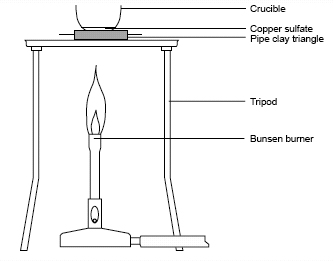 Crucible
Copper sulfate
Pipe clay triangle
Tripod
Bunsen burner